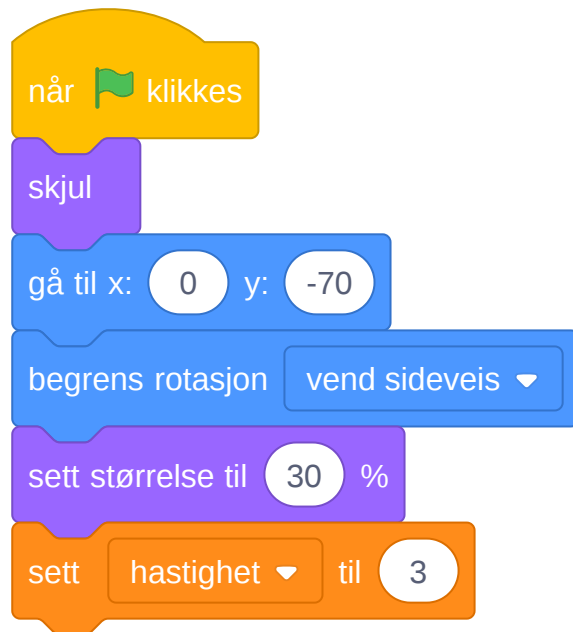 når klikkes
skjul
gå til x: 0 y: -70
begrens rotasjon vend sideveis
sett størrelse til 30 %
sett hastighet til 3